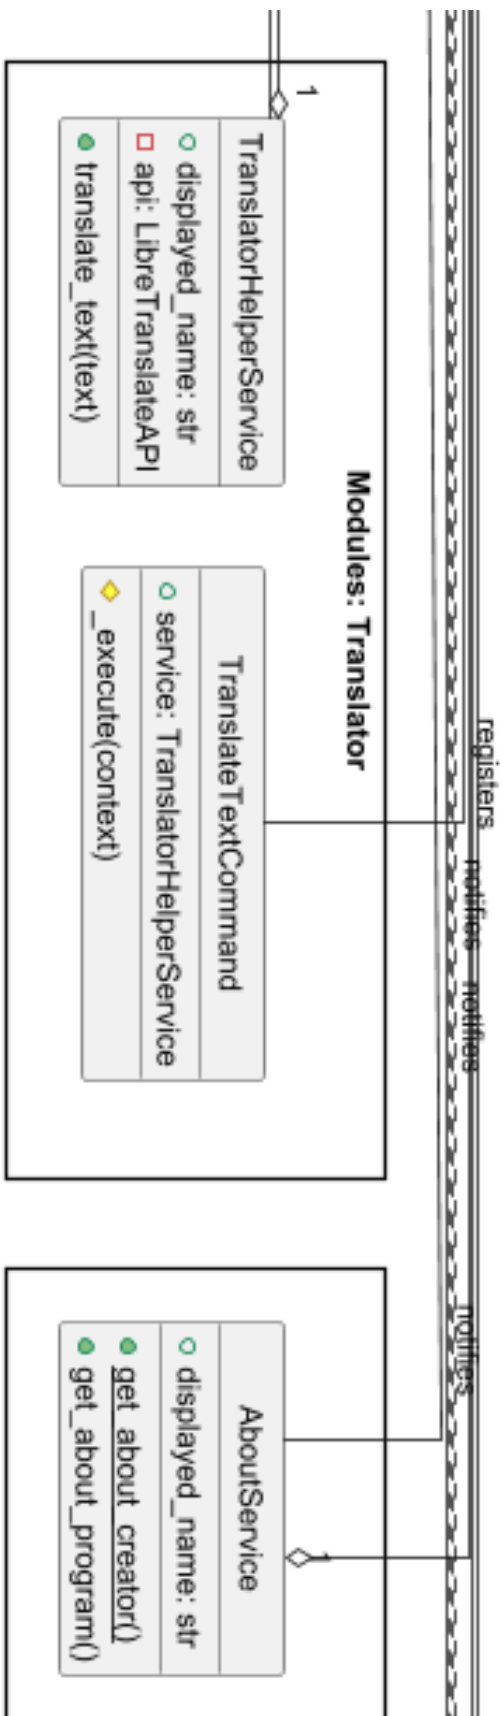 registers
notifies
notifies
notifies
Modules: Translator
1
TranslatorHelperService
displayed_name: str
api: LibreTranslateAPI
translate_text(text)
TranslateTextCommand
service: TranslatorHelperService
_execute(context)
1
AboutService
displayed_name: str
get_about_creator()
get_about_program()